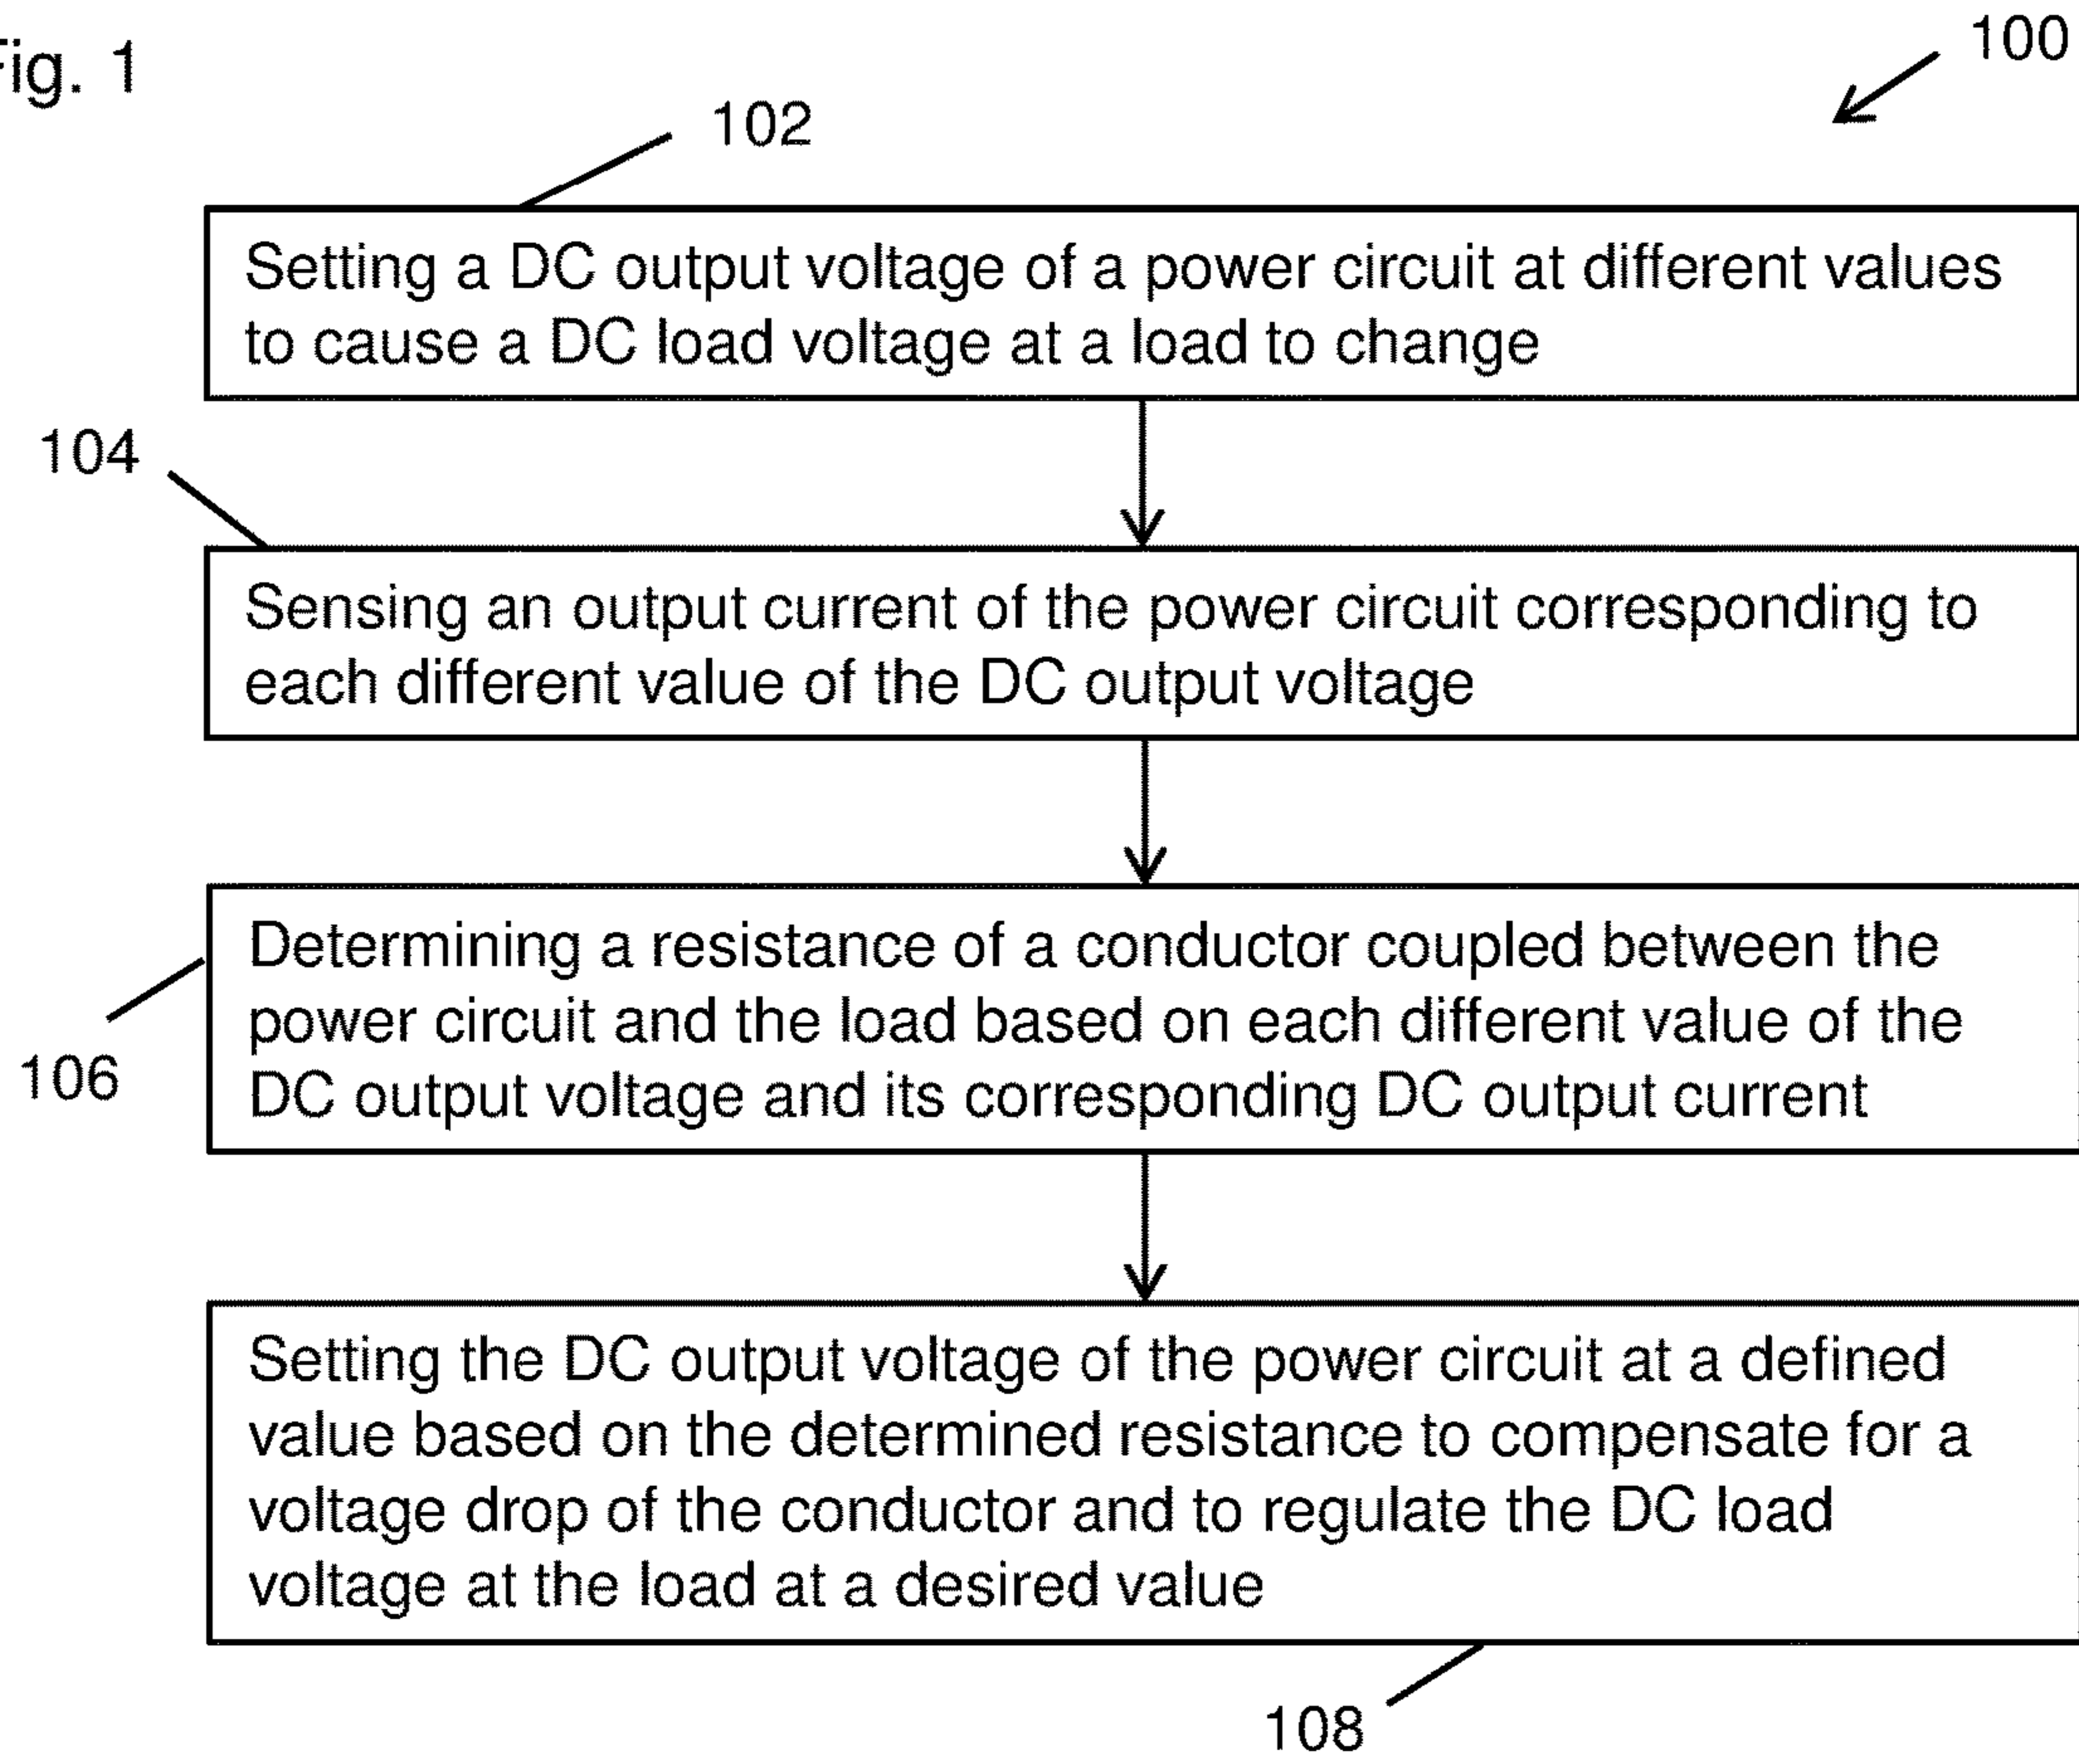 Fig. 1
100
102
Setting a DC output voltage of a power circuit at different values
to cause a DC load voltage at a load to change
104
Sensing an output current of the power circuit corresponding to
each different value of the DC output voltage
Determining a resistance of a conductor coupled between the
power circuit and the load based on each different value of the
DC output voltage and its corresponding DC output current
106
Setting the DC output voltage of the power circuit at a defined
value based on the determined resistance to compensate for a
voltage drop of the conductor and to regulate the DC load
voltage at the load at a desired value
108